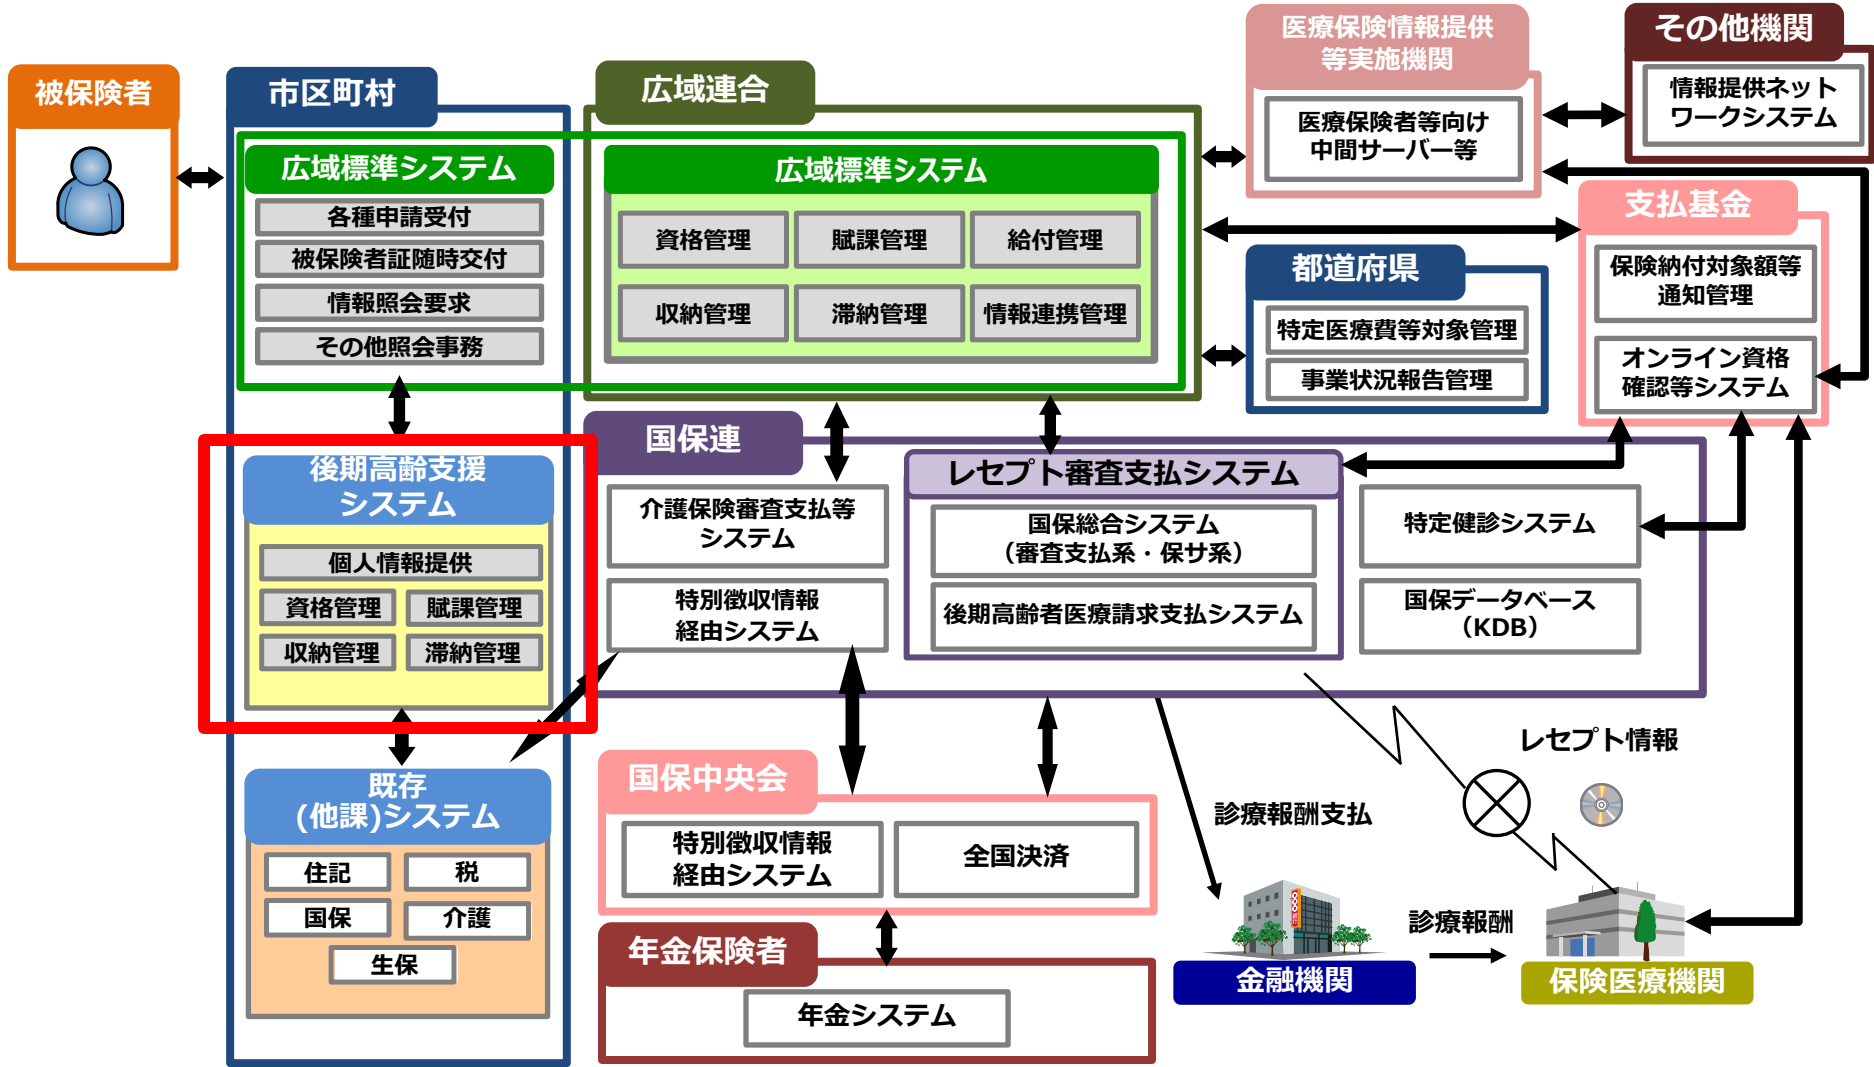 被保険者
市区町村
広域標準システム
各種申請受付
被保険者証随時交付
情報照会要求
その他照会事務
後期高齢支援
システム
個人情報提供
資格管理
賦課管理
収納管理
滞納管理
既存
(他課)システム
住記
税
国保
介護
生保
広域連合
広域標準システム
資格管理
賦課管理
給付管理
収納管理
滞納管理
情報連携管理
医療保険情報提供
等実施機関
医療保険者等向け
中間サーバー等
その他機関
情報提供ネット
ワークシステム
支払基金
保険納付対象額等
通知管理
オンライン資格
確認等システム
都道府県
特定医療費等対象管理
事業状況報告管理
国保連
介護保険審査支払等
システム
特別徴収情報
経由システム
レセプト審査支払システム
国保総合システム
（審査支払系・保サ系）
後期高齢者医療請求支払システム
特定健診システム
国保データベース
（KDB）
国保中央会
特別徴収情報
経由システム
全国決済
年金保険者
年金システム
レセプト情報
診療報酬支払
金融機関
診療報酬
保険医療機関